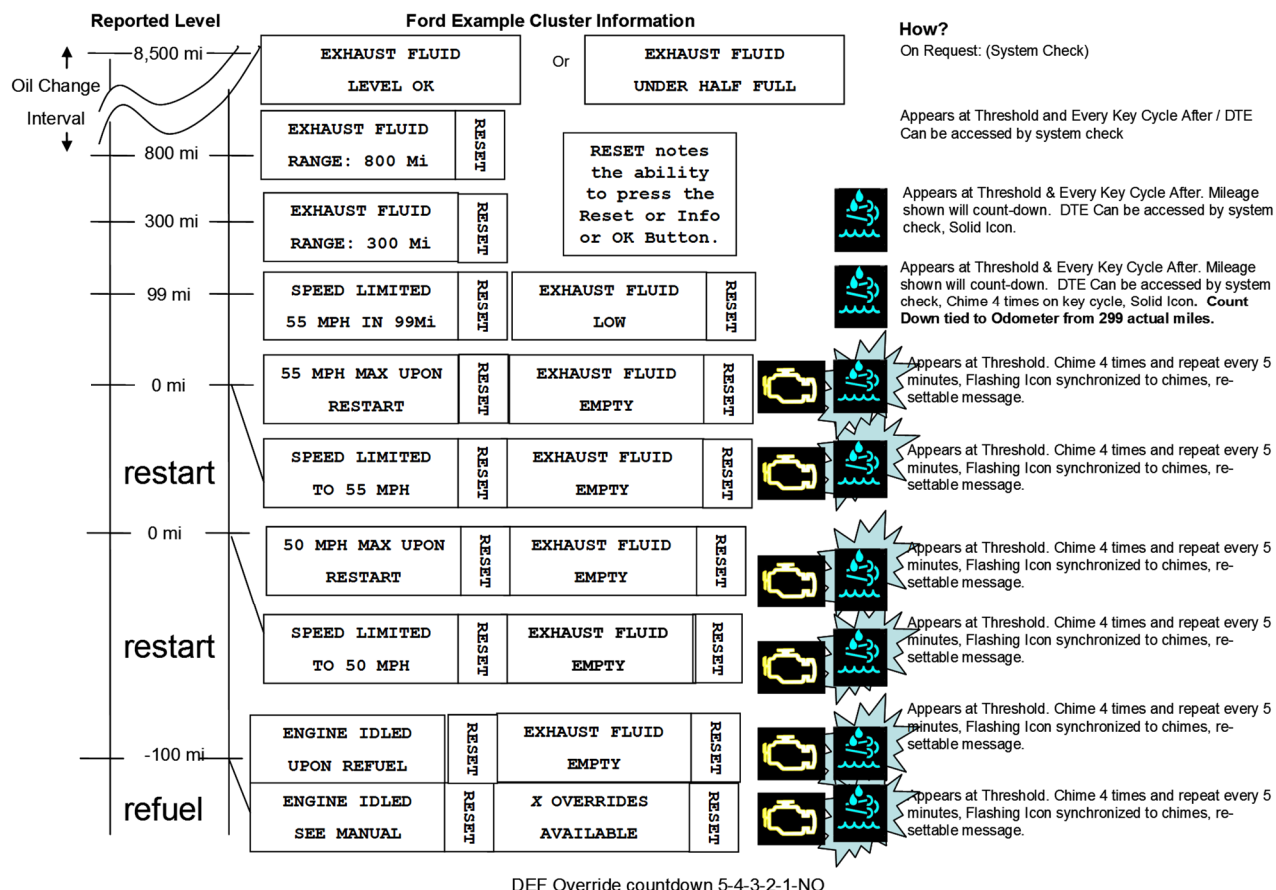 Reported Level
Ford Example Cluster Information
How?
8,500 mi
Oil Change
Interval
EXHAUST FLUID
LEVEL OK
Or
EXHAUST FLUID
UNDER HALF FULL
On Request: (System Check)
800 mi
EXHAUST FLUID
RANGE: 800 Mi
RESET
Appears at Threshold and Every Key Cycle After / DTE
Can be accessed by system check
RESET notes
the ability
to press the
Reset or Info
or OK Button.
300 mi
EXHAUST FLUID
RANGE: 300 Mi
RESET
Appears at Threshold & Every Key Cycle After. Mileage
shown will count-down.  DTE Can be accessed by system
check, Solid Icon.
99 mi
SPEED LIMITED
55 MPH IN 99Mi
RESET
EXHAUST FLUID
LOW
RESET
Appears at Threshold & Every Key Cycle After. Mileage
shown will count-down.  DTE Can be accessed by system
check, Chime 4 times on key cycle, Solid Icon.  Count
Down tied to Odometer from 299 actual miles.
0 mi
55 MPH MAX UPON
RESTART
RESET
EXHAUST FLUID
EMPTY
RESET
Appears at Threshold. Chime 4 times and repeat every 5
minutes, Flashing Icon synchronized to chimes, re-
settable message.
restart
SPEED LIMITED
TO 55 MPH
RESET
EXHAUST FLUID
EMPTY
RESET
Appears at Threshold. Chime 4 times and repeat every 5
minutes, Flashing Icon synchronized to chimes, re-
settable message.
0 mi
50 MPH MAX UPON
RESTART
RESET
EXHAUST FLUID
EMPTY
RESET
Appears at Threshold. Chime 4 times and repeat every 5
minutes, Flashing Icon synchronized to chimes, re-
settable message.
restart
SPEED LIMITED
TO 50 MPH
RESET
EXHAUST FLUID
EMPTY
RESET
Appears at Threshold. Chime 4 times and repeat every 5
minutes, Flashing Icon synchronized to chimes, re-
settable message.
-100 mi
ENGINE IDLED
UPON REFUEL
RESET
EXHAUST FLUID
EMPTY
RESET
Appears at Threshold. Chime 4 times and repeat every 5
minutes, Flashing Icon synchronized to chimes, re-
settable message.
refuel
ENGINE IDLED
SEE MANUAL
RESET
X OVERRIDES
AVAILABLE
RESET
Appears at Threshold. Chime 4 times and repeat every 5
minutes, Flashing Icon synchronized to chimes, re-
settable message.
DEF Override countdown 5-4-3-2-1-NO